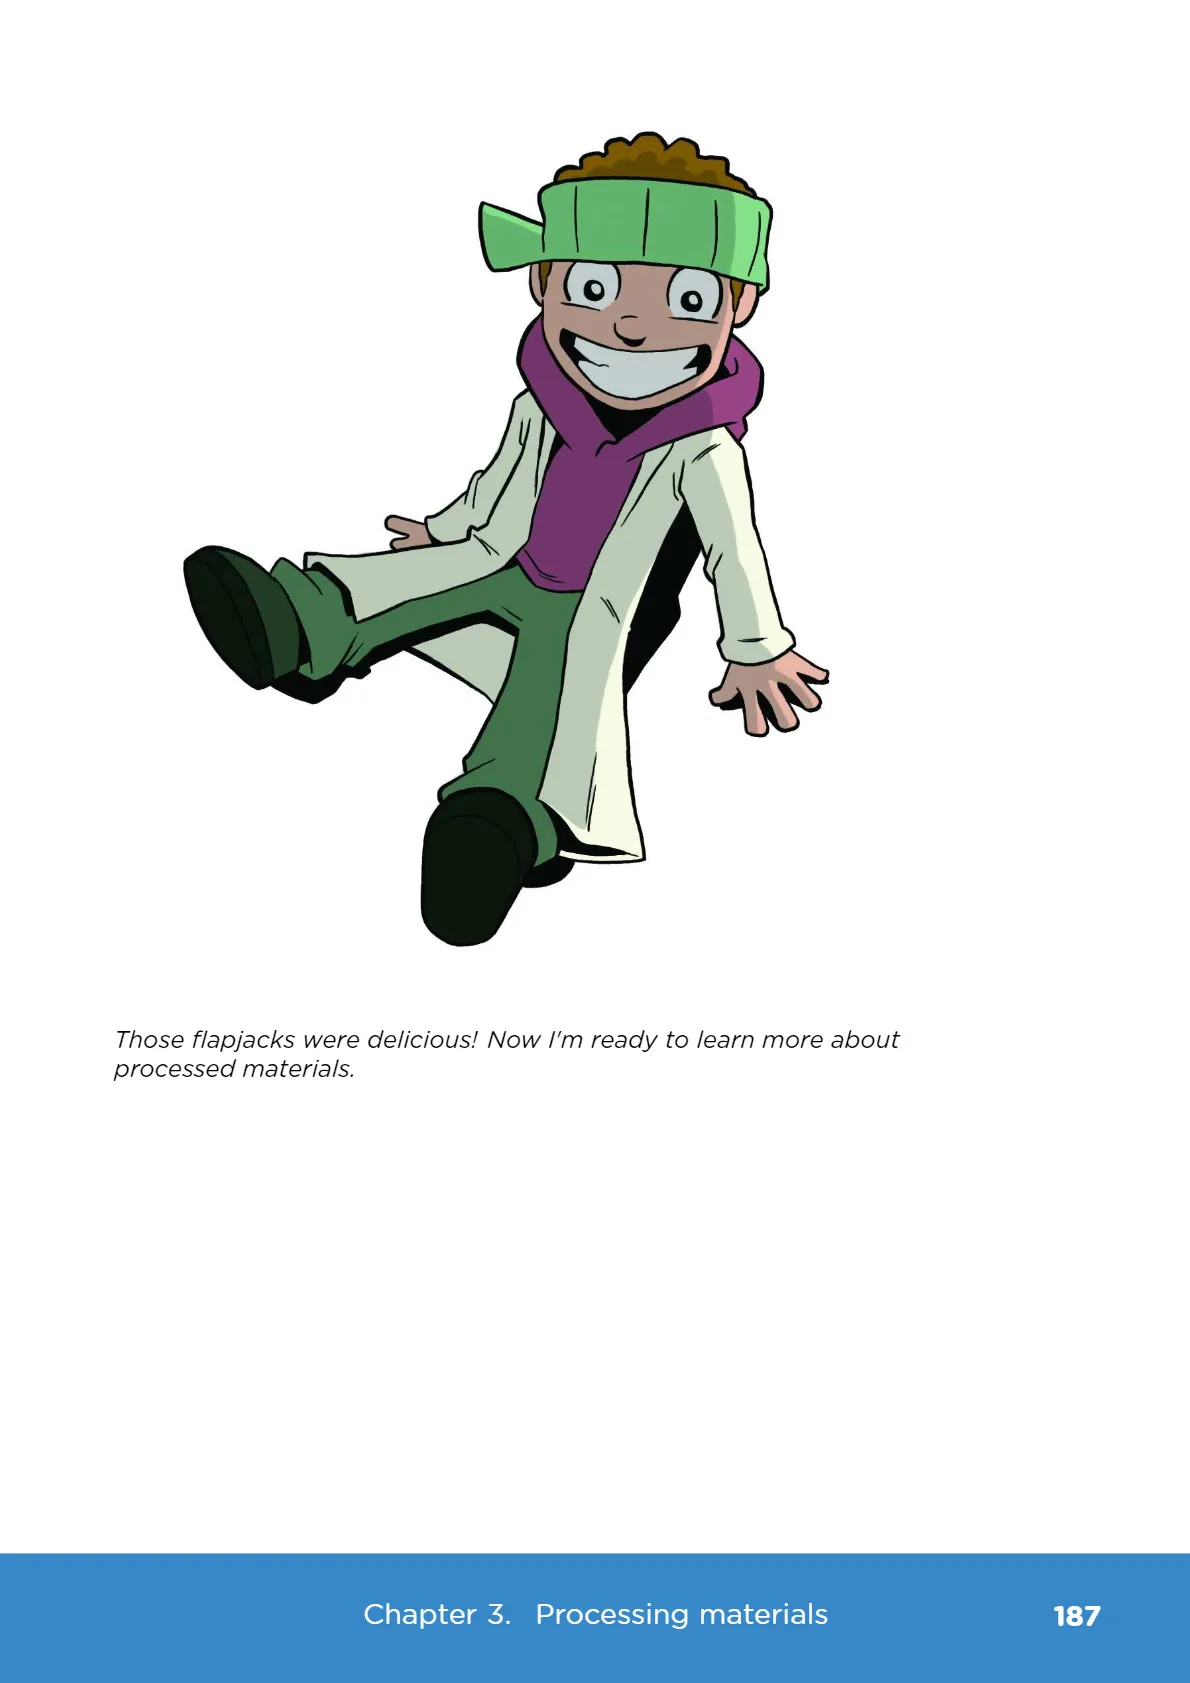 Those flapjacks were delicious! Now I'm ready to learn more about
processed materials.
Chapter 3. Processing materials
187